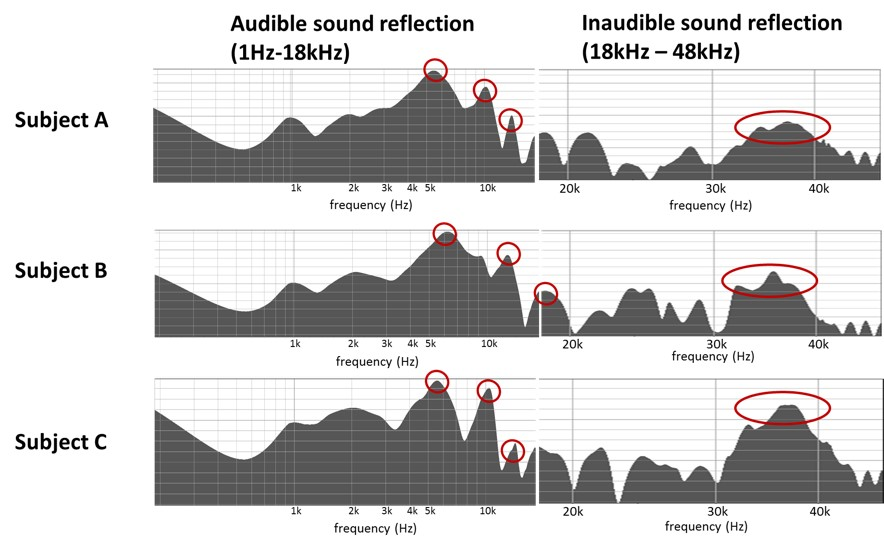 Audible sound reflection
(1Hz-18kHz)
Inaudible sound reflection
(18kHz – 48kHz)
Subject A
1k 2k 3k 4k 5k 10k
frequency (Hz)
20k 30k 40k
frequency (Hz)
Subject B
1k 2k 3k 4k 5k 10k
frequency (Hz)
20k 30k 40k
frequency (Hz)
Subject C
1k 2k 3k 4k 5k 10k
frequency (Hz)
20k 30k 40k
frequency (Hz)